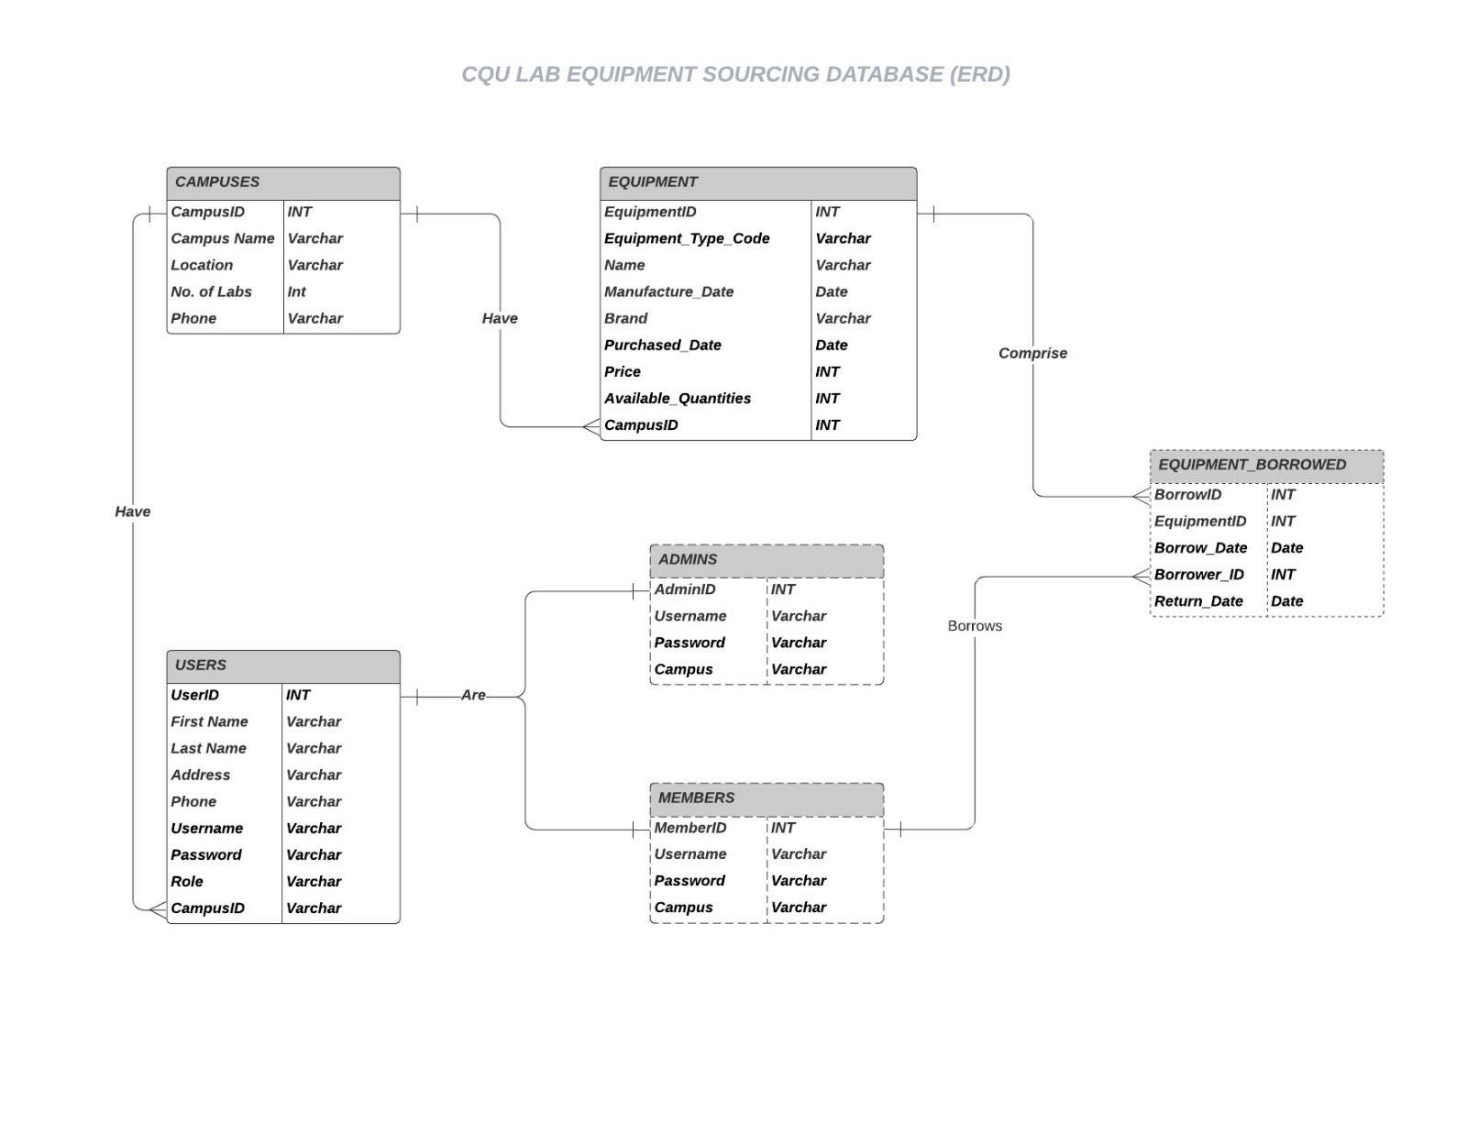 CQU LAB EQUIPMENT SOURCING DATABASE (ERD)
CAMPUSES
CampusID INT
Campus Name Varchar
Location Varchar
No. of Labs Int
Phone Varchar
Have
EQUIPMENT
EquipmentID INT
Equipment_Type_Code Varchar
Name Varchar
Manufacture_Date Date
Brand Varchar
Purchased_Date Date
Price INT
Available_Quantities INT
CampusID INT
Comprise
EQUIPMENT_BORROWED
BorrowID INT
EquipmentID INT
Borrow_Date Date
Borrower_ID INT
Return_Date Date
Have
ADMINS
AdminID INT
Username Varchar
Password Varchar
Campus Varchar
Borrows
USERS
UserID INT
First Name Varchar
Last Name Varchar
Address Varchar
Phone Varchar
Username Varchar
Password Varchar
Role Varchar
CampusID Varchar
Are
MEMBERS
MemberID INT
Username Varchar
Password Varchar
Campus Varchar